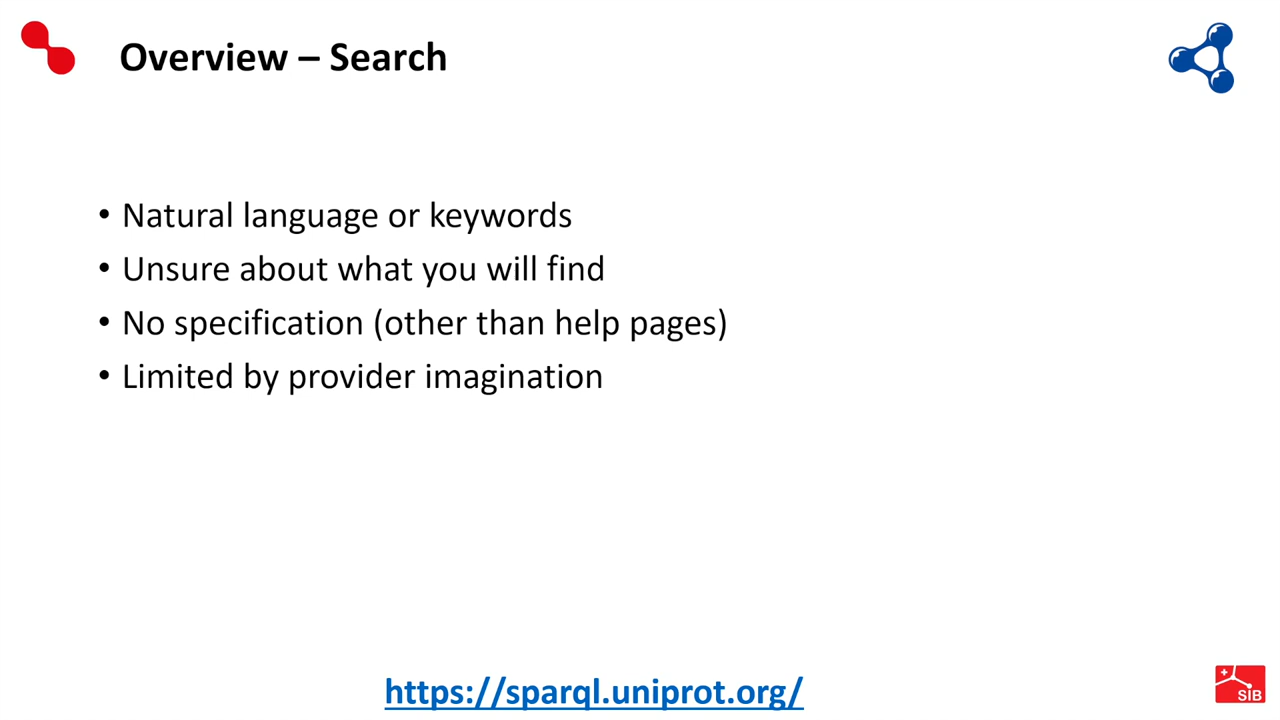 Overview – Search
• Natural language or keywords
• Unsure about what you will find
• No specification (other than help pages)
• Limited by provider imagination
https://sparql.uniprot.org/
SIB